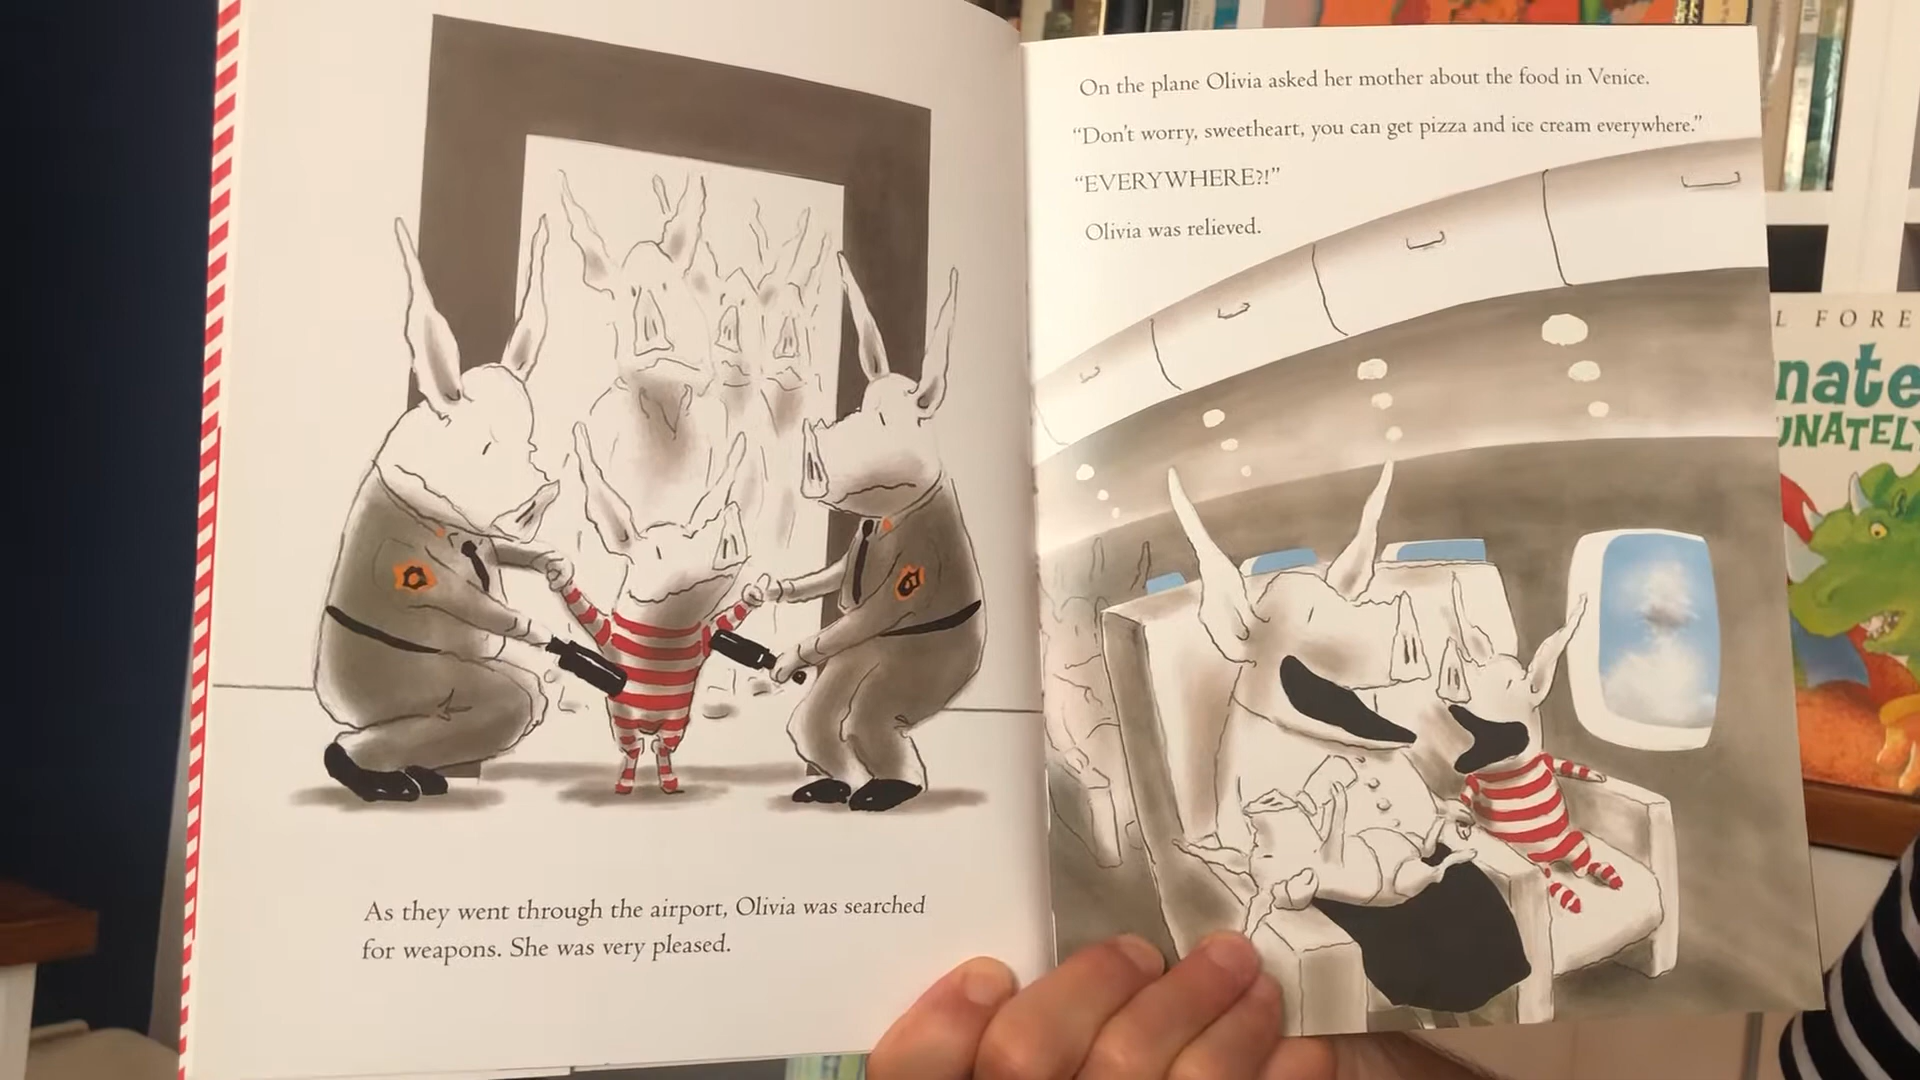 As they went through the airport, Olivia was searched
for weapons. She was very pleased.
On the plane Olivia asked her mother about the food in Venice.
“Don’t worry, sweetheart, you can get pizza and ice cream everywhere.”
“EVERYWHERE?!”
Olivia was relieved.
L FORE
nate
UNATELY